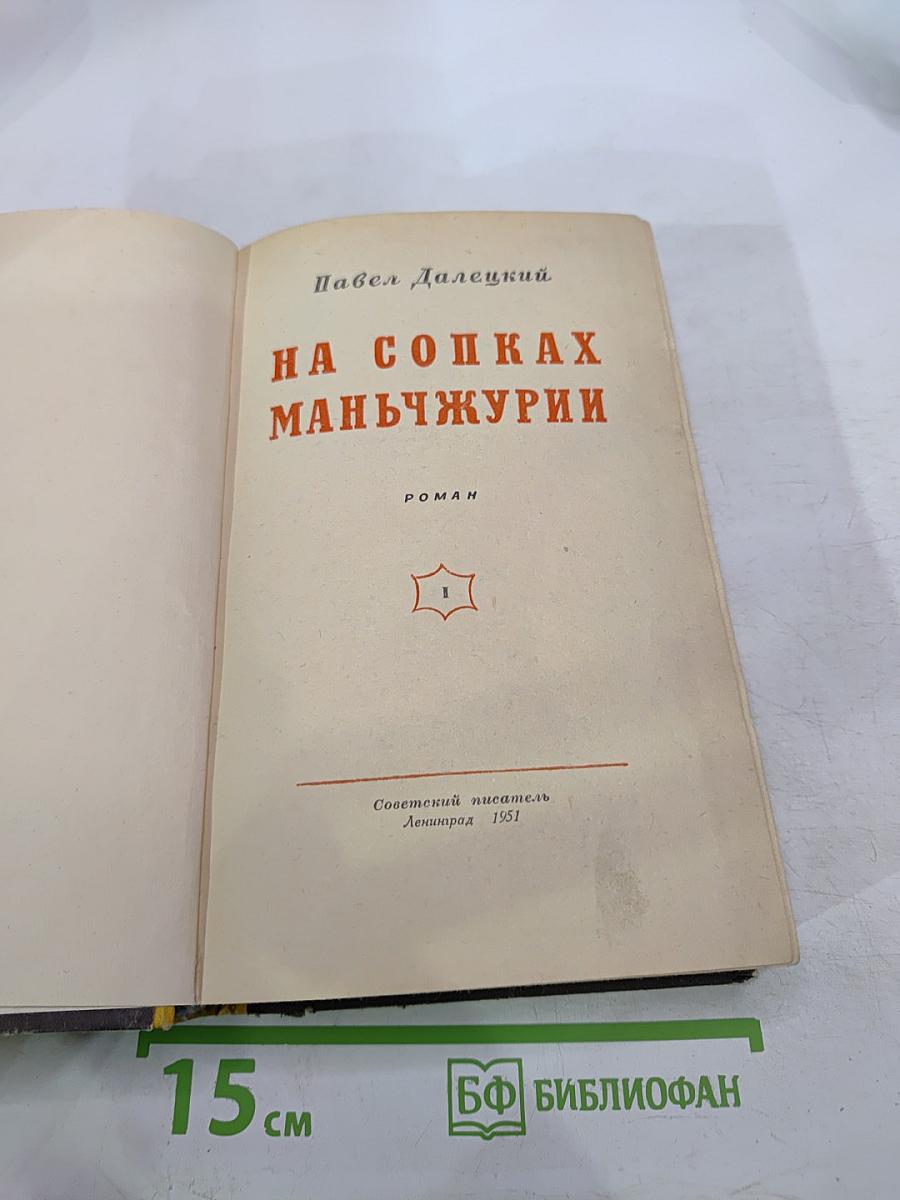 Павел Далецкий
НА СОПКАХ
МАНЬЧЖУРИИ
РОМАН
I
Советский писатель
Ленинград 1951
15 см
БФ БИБЛИОФАН